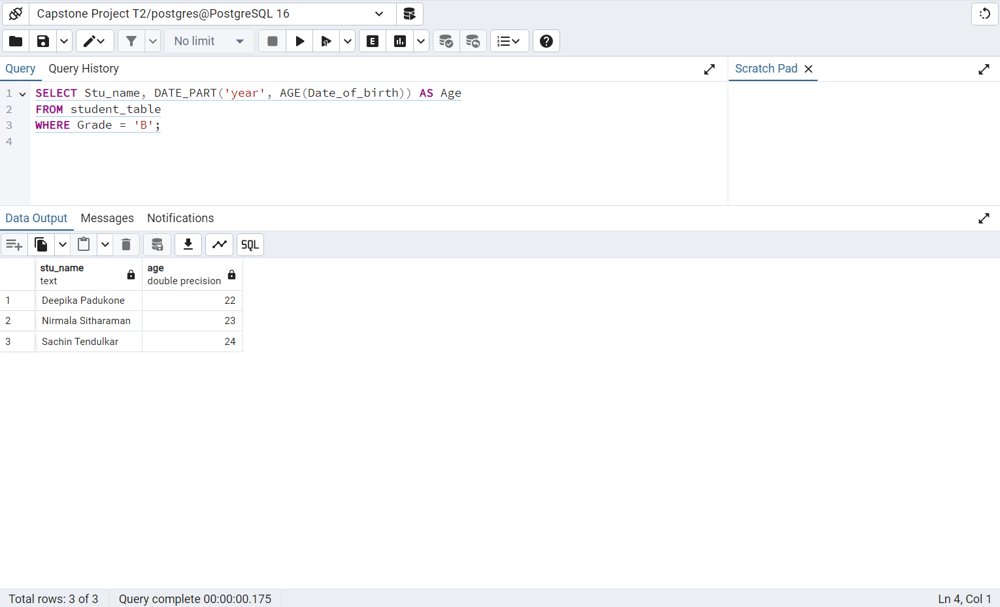 Capstone Project T2/postgres@PostgreSQL 16
No limit
E
Query Query History
Scratch Pad
1 SELECT Stu_name, DATE_PART('year', AGE(Date_of_birth)) AS Age
2 FROM student_table
3 WHERE Grade = 'B';
4
Data Output Messages Notifications
SQL
stu_name age
text double precision
1 Deepika Padukone 22
2 Nirmala Sitharaman 23
3 Sachin Tendulkar 24
Total rows: 3 of 3 Query complete 00:00:00.175 Ln 4, Col 1